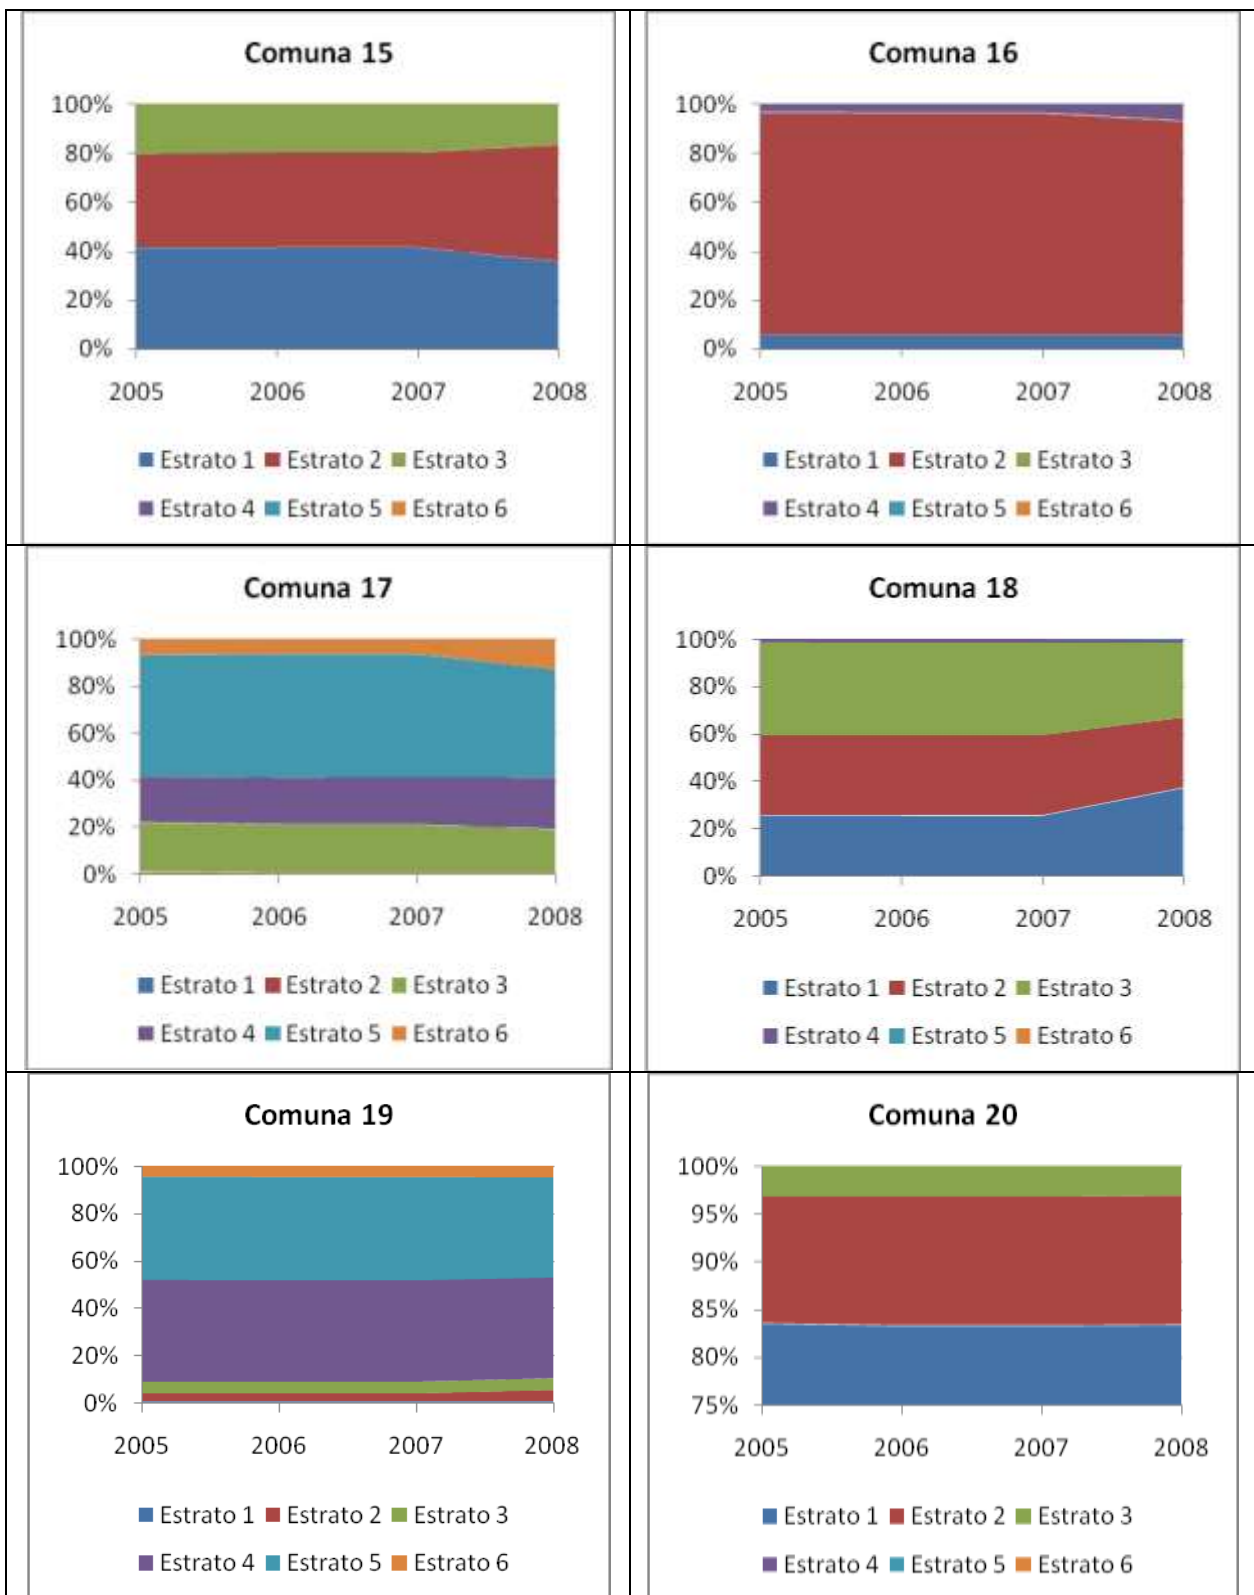 Comuna 15
100%
80%
60%
40%
20%
0%
2005 2006 2007 2008
Estrato 1 Estrato 2 Estrato 3
Estrato 4 Estrato 5 Estrato 6
Comuna 16
100%
80%
60%
40%
20%
0%
2005 2006 2007 2008
Estrato 1 Estrato 2 Estrato 3
Estrato 4 Estrato 5 Estrato 6
Comuna 17
100%
80%
60%
40%
20%
0%
2005 2006 2007 2008
Estrato 1 Estrato 2 Estrato 3
Estrato 4 Estrato 5 Estrato 6
Comuna 18
100%
80%
60%
40%
20%
0%
2005 2006 2007 2008
Estrato 1 Estrato 2 Estrato 3
Estrato 4 Estrato 5 Estrato 6
Comuna 19
100%
80%
60%
40%
20%
0%
2005 2006 2007 2008
Estrato 1 Estrato 2 Estrato 3
Estrato 4 Estrato 5 Estrato 6
Comuna 20
100%
95%
90%
85%
80%
75%
2005 2006 2007 2008
Estrato 1 Estrato 2 Estrato 3
Estrato 4 Estrato 5 Estrato 6